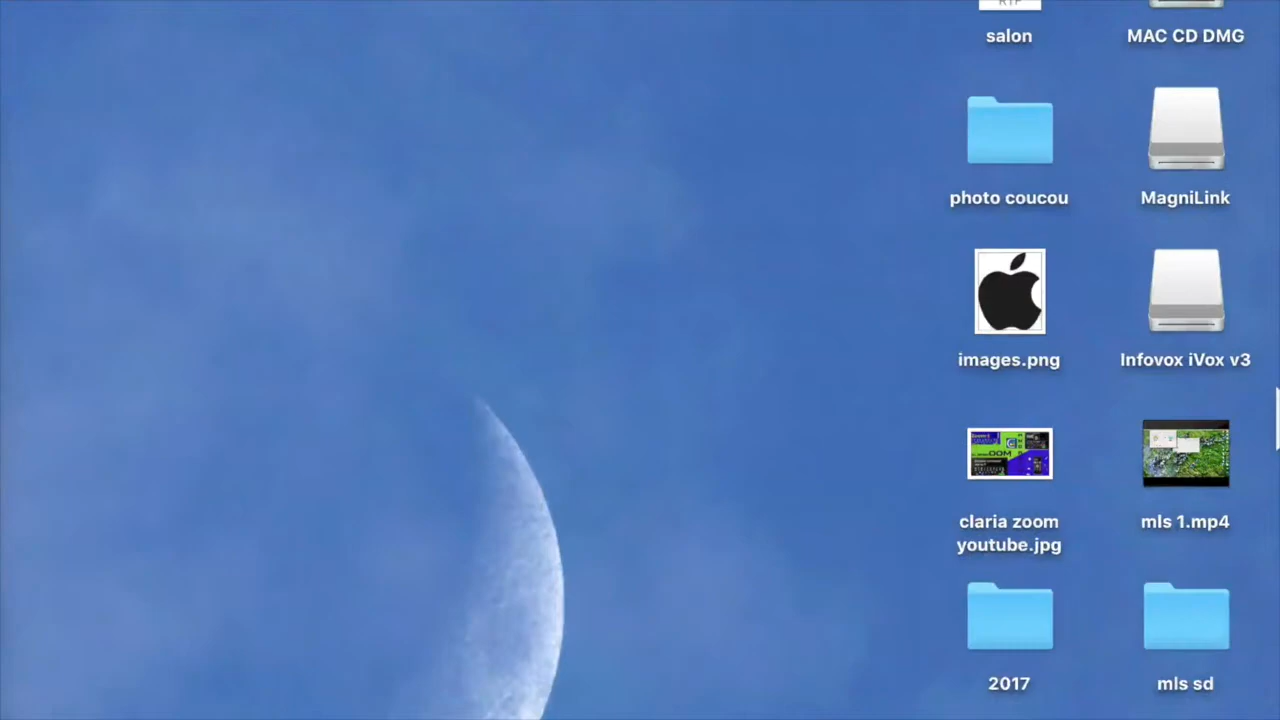 salon
MAC CD DMG
photo coucou
MagniLink
images.png
Infovox iVox v3
claria zoom
youtube.jpg
mls 1.mp4
2017
mls sd